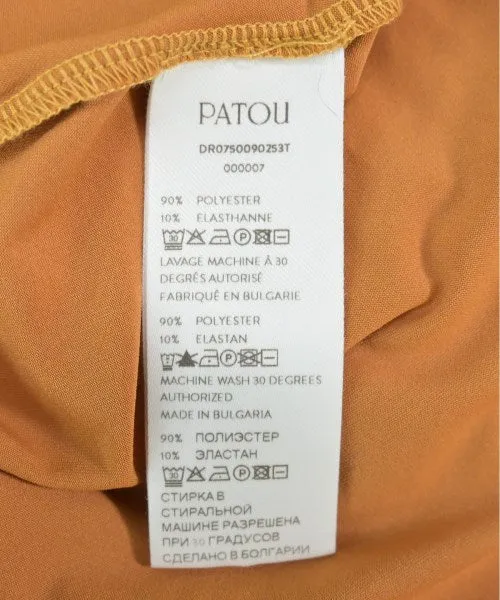 PATOU
DR0750090253T
000007
90% POLYESTER
10% ELASTHANNE
30 P
LAVAGE MACHINE À 30
DEGRÉS AUTORISÉ
FABRIQUÉ EN BULGARIE
90% POLYESTER
10% ELASTAN
P
MACHINE WASH 30 DEGREES
AUTHORIZED
MADE IN BULGARIA
90% ПОЛИЭСТЕР
10% ЭЛАСТАН
30 P
СТИРКА В
СТИРАЛЬНОЙ
МАШИНЕ РАЗРЕШЕНА
ПРИ 30 ГРАДУСОВ
СДЕЛАНО В БОЛГАРИИ